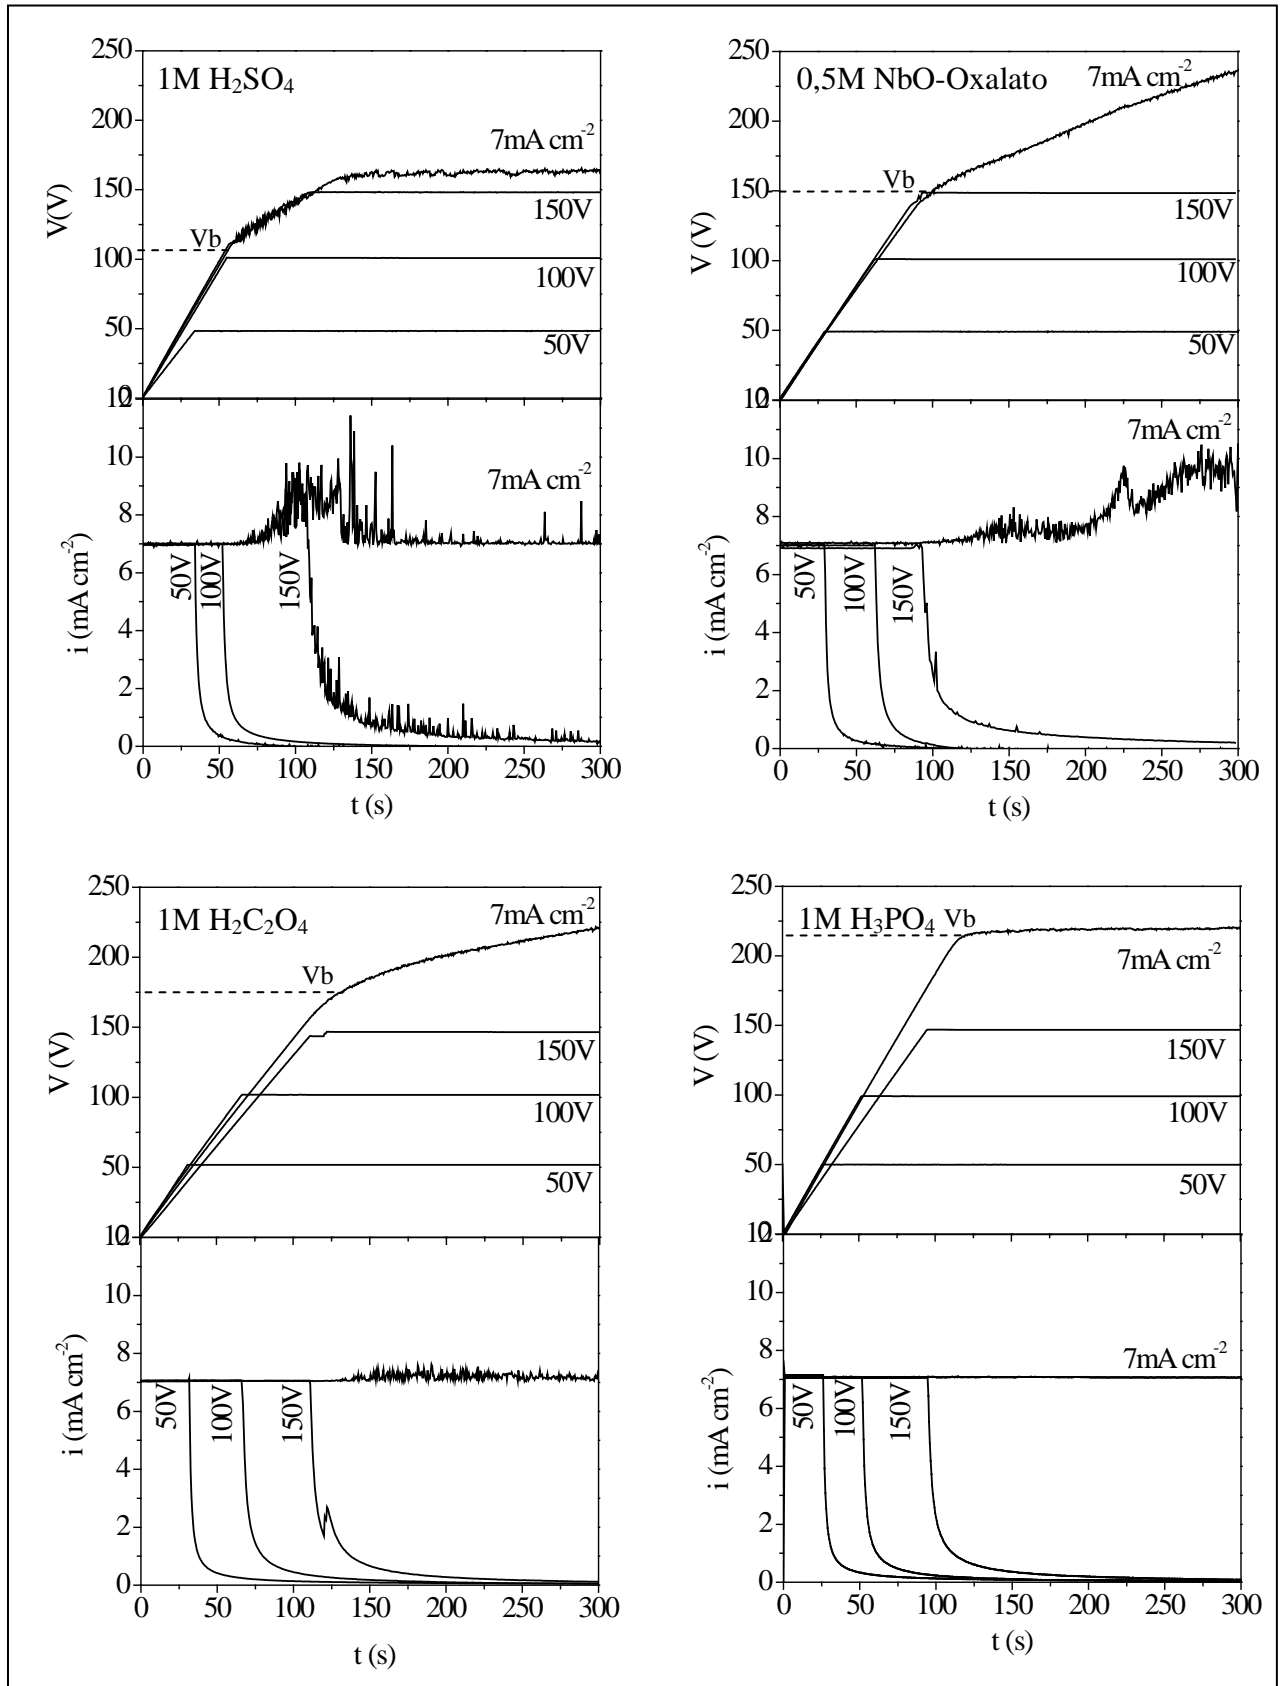 250
200
150
100
50
12
V(V)
1M H₂SO₄
7mA cm⁻²
Vb
150V
100V
50V
10
8
6
4
2
0
i (mA cm⁻²)
7mA cm⁻²
50V
100V
150V
0 50 100 150 200 250 300
t (s)
250
200
150
100
50
12
V (V)
0,5M NbO-Oxalato
7mA cm⁻²
Vb
150V
100V
50V
10
8
6
4
2
0
i (mA cm⁻²)
7mA cm⁻²
50V
100V
150V
0 50 100 150 200 250 300
t (s)
250
200
150
100
50
12
V (V)
1M H₂C₂O₄
7mA cm⁻²
Vb
150V
100V
50V
10
8
6
4
2
0
i (mA cm⁻²)
50V
100V
150V
0 50 100 150 200 250 300
t (s)
250
200
150
100
50
12
V (V)
1M H₃PO₄ Vb
7mA cm⁻²
150V
100V
50V
10
8
6
4
2
0
i (mA cm⁻²)
7mA cm⁻²
50V
100V
150V
0 50 100 150 200 250 300
t (s)